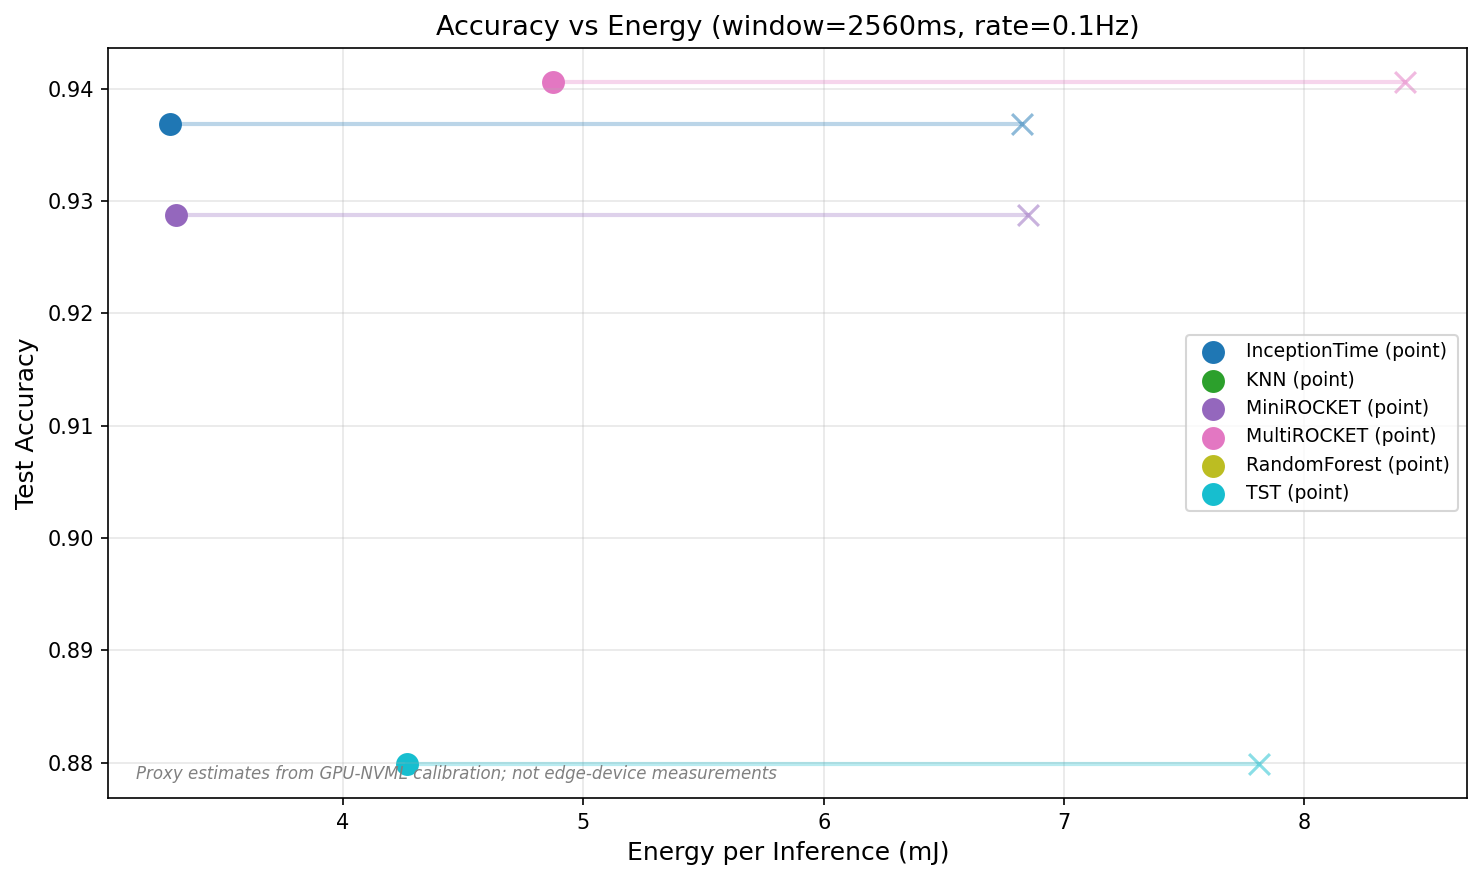 Accuracy vs Energy (window=2560ms, rate=0.1Hz)
Test Accuracy
0.94
0.93
0.92
0.91
0.90
0.89
0.88
InceptionTime (point)
KNN (point)
MiniROCKET (point)
MultiROCKET (point)
RandomForest (point)
TST (point)
Proxy estimates from GPU-NVML calibration; not edge-device measurements
4
5
6
7
8
Energy per Inference (mJ)